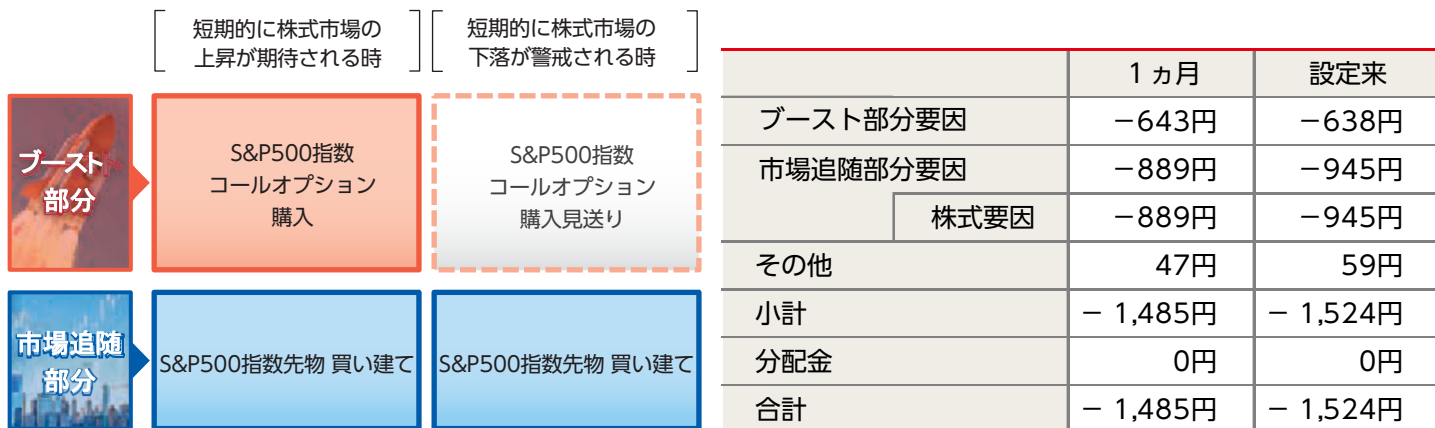 短期的に株式市場の
上昇が期待される時
短期的に株式市場の
下落が警戒される時
ブースト
部分
S&P500指数
コールオプション
購入
S&P500指数
コールオプション
購入見送り
市場追随
部分
S&P500指数先物 買い建て
S&P500指数先物 買い建て
1ヵ月 設定来
ブースト部分要因 −643円 −638円
市場追随部分要因 −889円 −945円
株式要因 −889円 −945円
その他 47円 59円
小計 − 1,485円 − 1,524円
分配金 0円 0円
合計 − 1,485円 − 1,524円